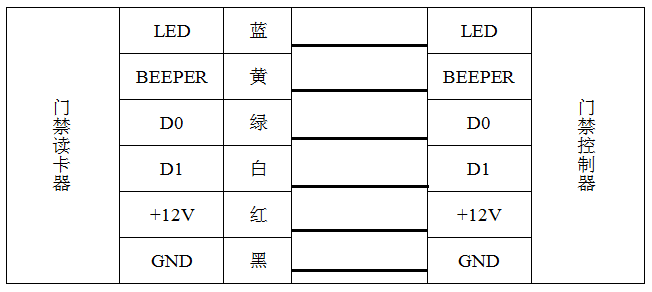 门禁读卡器
LED 蓝 LED
BEEPER 黄 BEEPER
D0 绿 D0
D1 白 D1
+12V 红 +12V
GND 黑 GND
门禁控制器